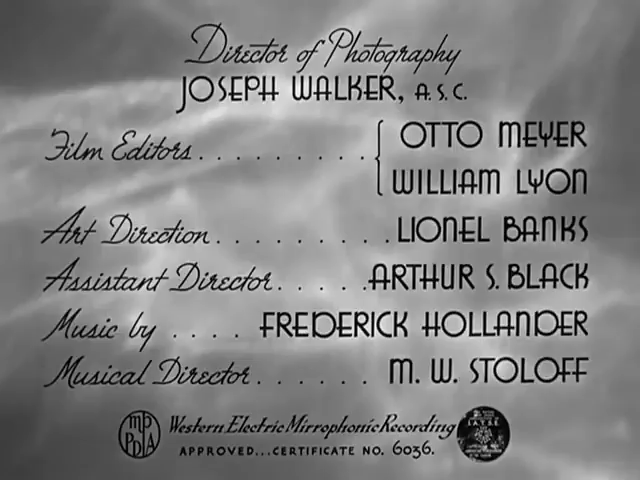 Director of Photography
JOSEPH WALKER, A.S.C.
Film Editors . . . . . . . . . OTTO MEYER
WILLIAM LYON
Art Direction . . . . . . . . . LIONEL BANKS
Assistant Director . . . . . ARTHUR S. BLACK
Music by . . . . FREDERICK HOLLANDER
Musical Director . . . . . . M. W. STOLOFF
MPPDA
Western Electric Mirrophonic Recording
APPROVED...CERTIFICATE NO. 6036.
I.A.T.S.E.